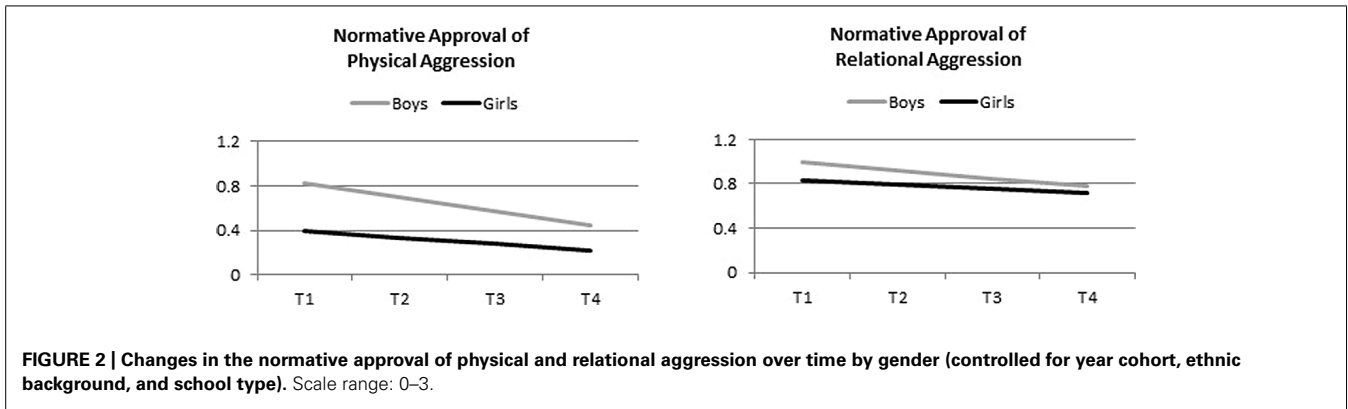 Normative Approval of
Physical Aggression
Boys Girls
1.2
0.8
0.4
0
T1 T2 T3 T4
Normative Approval of
Relational Aggression
Boys Girls
1.2
0.8
0.4
0
T1 T2 T3 T4
FIGURE 2 | Changes in the normative approval of physical and relational aggression over time by gender (controlled for year cohort, ethnic
background, and school type). Scale range: 0–3.